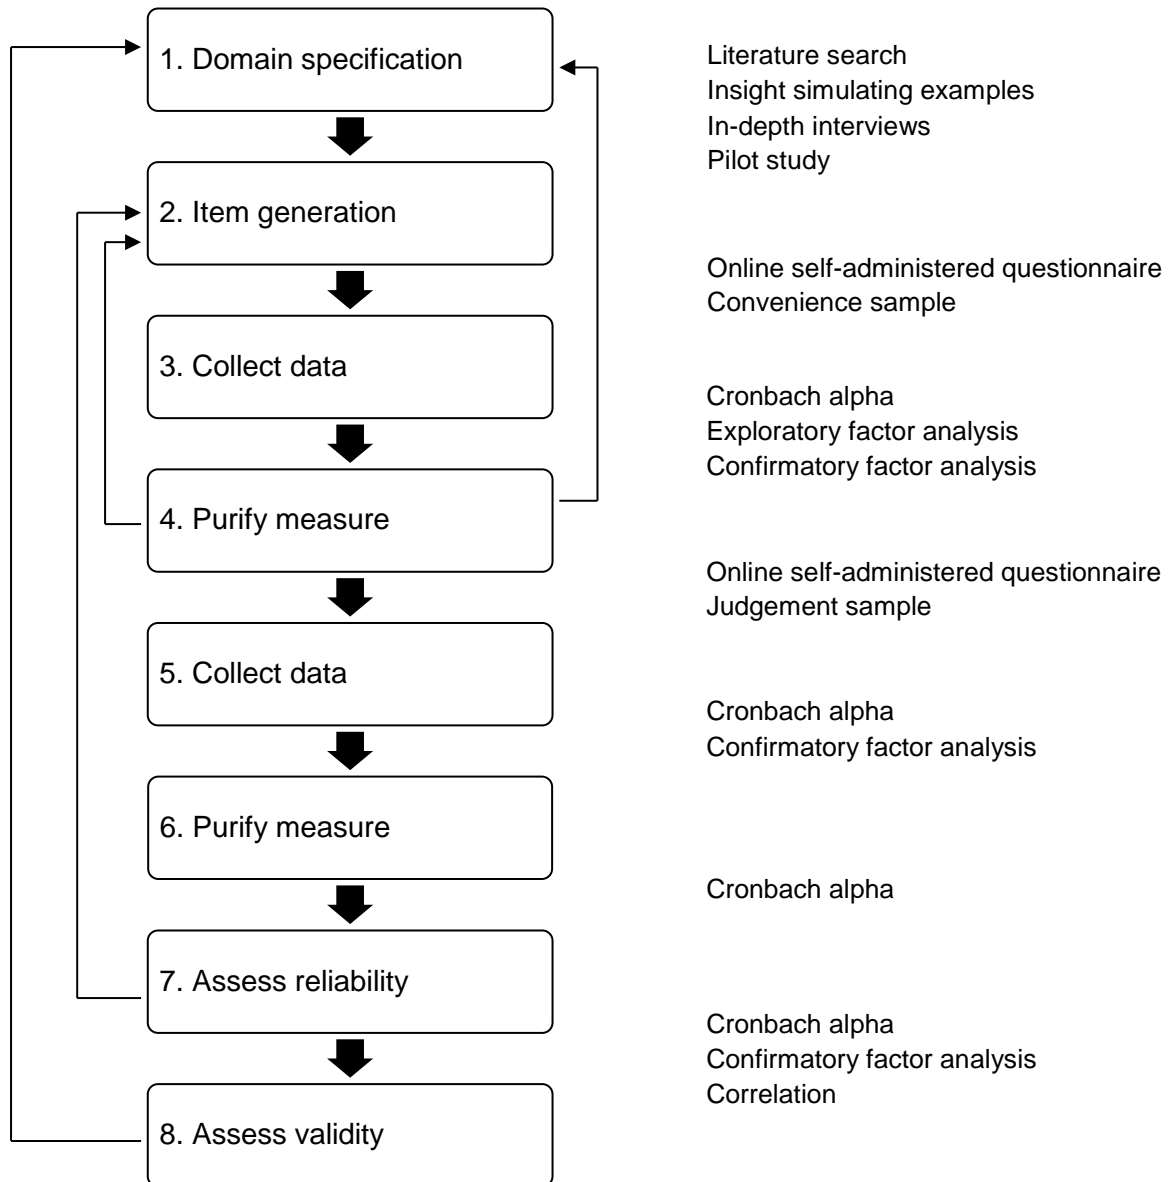 1. Domain specification
Literature search
Insight simulating examples
In-depth interviews
Pilot study
2. Item generation
Online self-administered questionnaire
Convenience sample
3. Collect data
Cronbach alpha
Exploratory factor analysis
Confirmatory factor analysis
4. Purify measure
Online self-administered questionnaire
Judgement sample
5. Collect data
Cronbach alpha
Confirmatory factor analysis
6. Purify measure
Cronbach alpha
7. Assess reliability
Cronbach alpha
Confirmatory factor analysis
Correlation
8. Assess validity